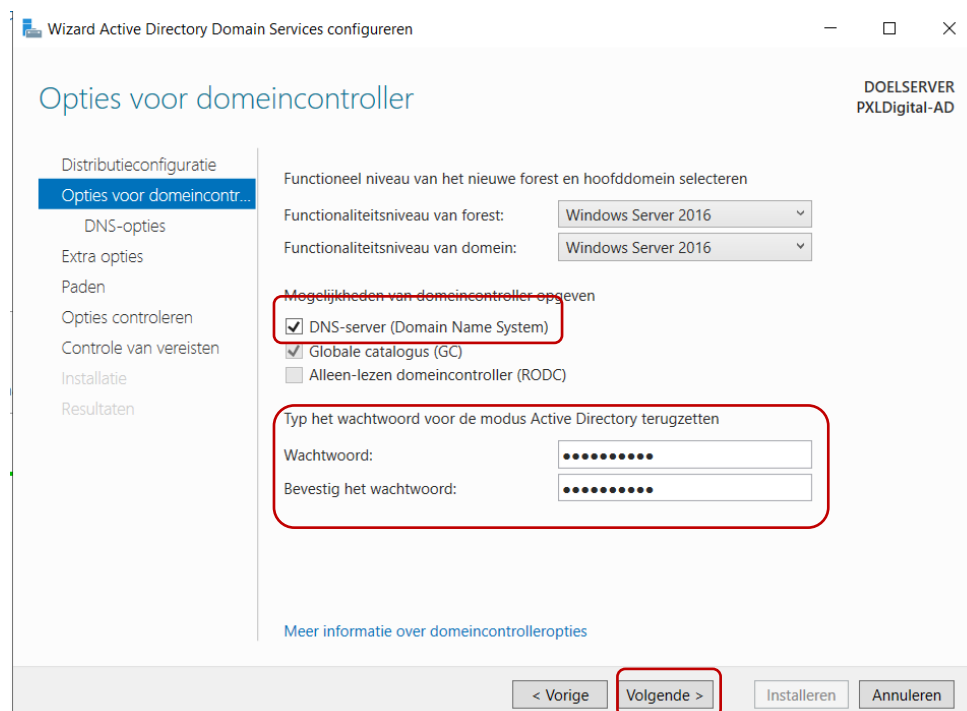 Wizard Active Directory Domain Services configureren
Opties voor domeincontroller
DOELSERVER
PXLDigital-AD
Distributieconfiguratie
Opties voor domeincontr...
DNS-opties
Extra opties
Paden
Opties controleren
Controle van vereisten
Installatie
Resultaten
Functioneel niveau van het nieuwe forest en hoofddomein selecteren
Functionaliteitsniveau van forest: Windows Server 2016
Functionaliteitsniveau van domein: Windows Server 2016
Mogelijkheden van domeincontroller opgeven
DNS-server (Domain Name System)
Globale catalogus (GC)
Alleen-lezen domeincontroller (RODC)
Typ het wachtwoord voor de modus Active Directory terugzetten
Wachtwoord: ●●●●●●●●●●
Bevestig het wachtwoord: ●●●●●●●●●●
Meer informatie over domeincontrolleropties
< Vorige Volgende > Installeren Annuleren